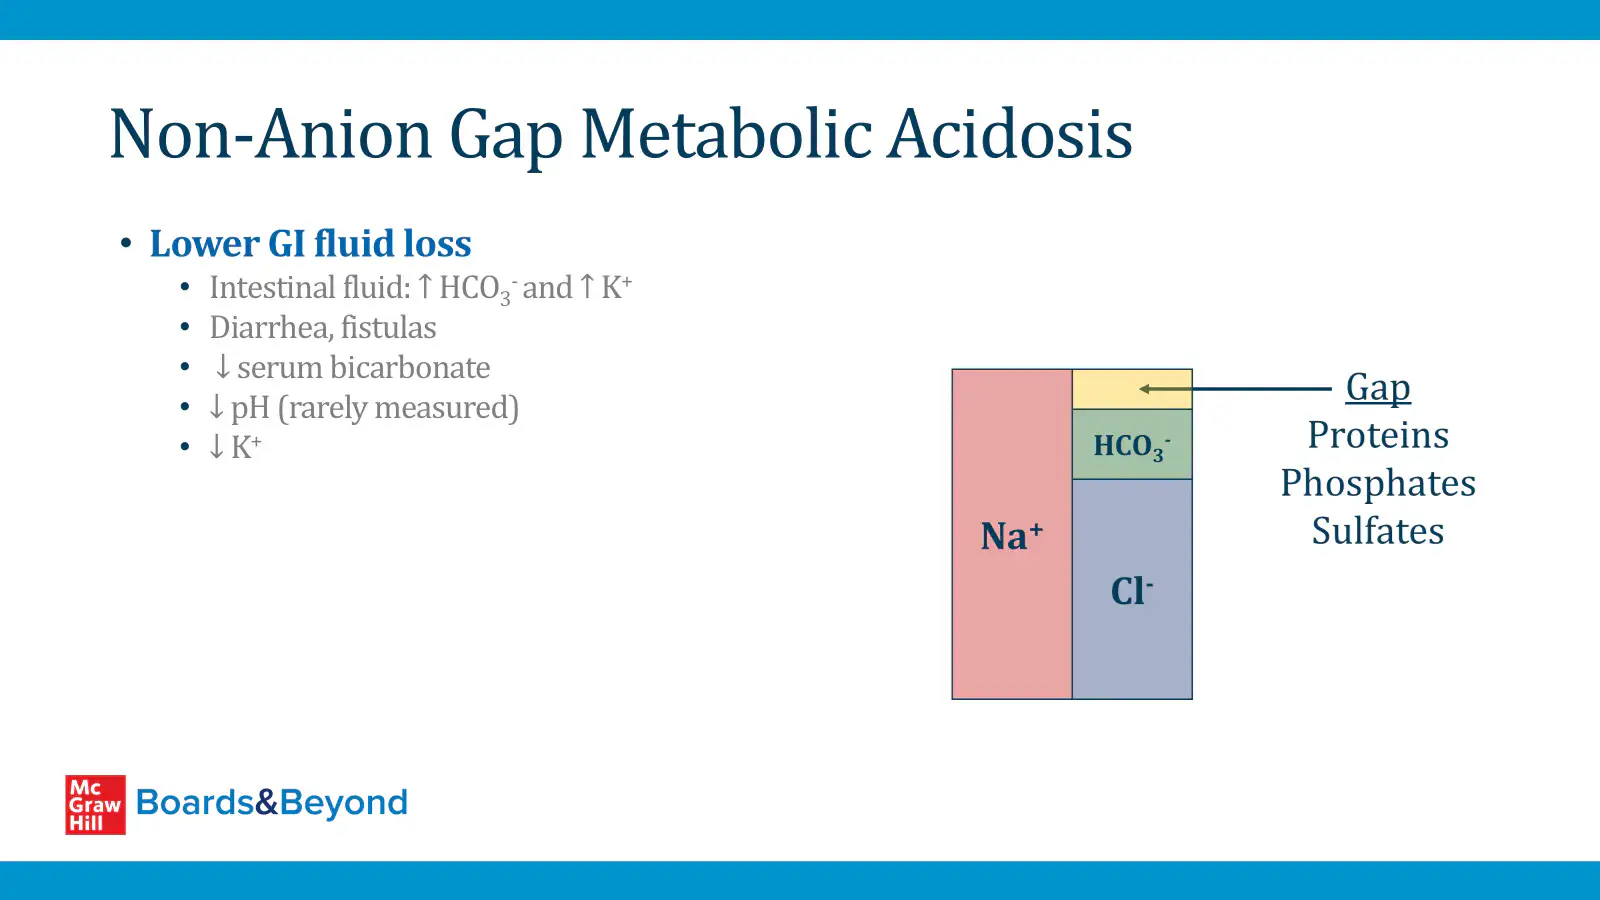 Non-Anion Gap Metabolic Acidosis
• Lower GI fluid loss
• Intestinal fluid: ↑ HCO₃⁻ and ↑ K⁺
• Diarrhea, fistulas
• ↓ serum bicarbonate
• ↓ pH (rarely measured)
• ↓ K⁺
Na⁺
HCO₃⁻
Cl⁻
Gap
Proteins
Phosphates
Sulfates
Mc
Graw
Hill
Boards&Beyond